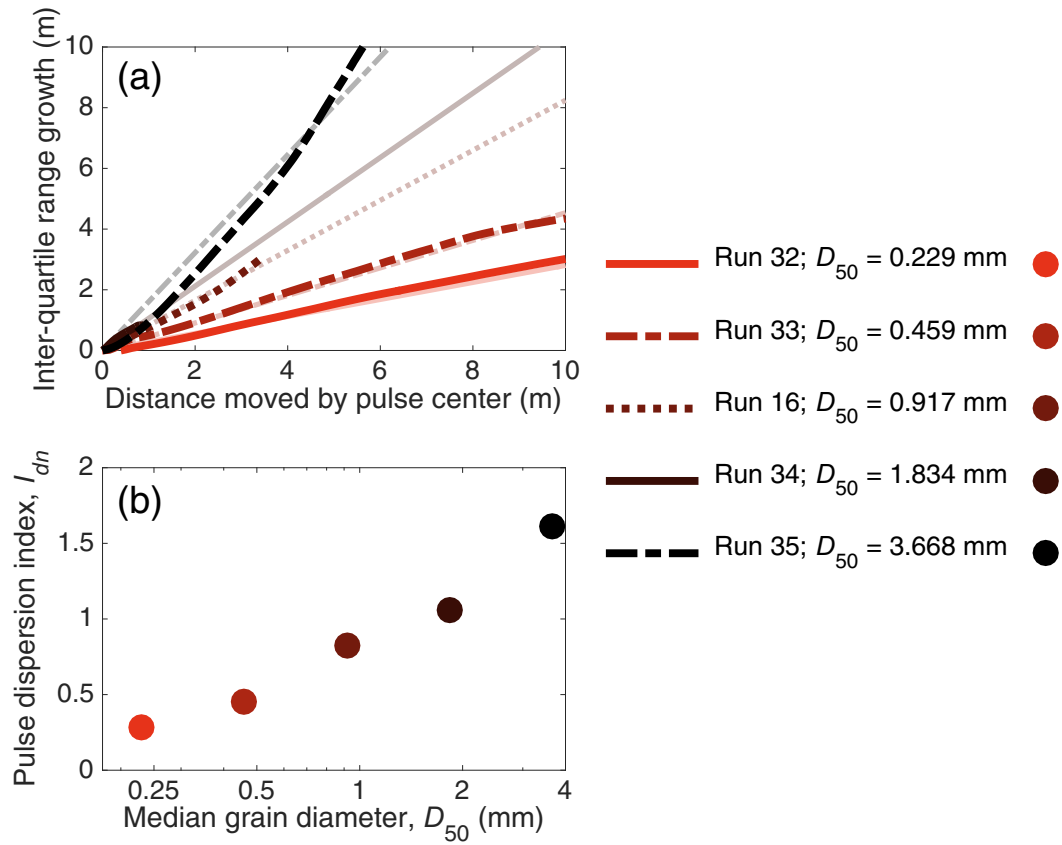 (a)
Inter-quartile range growth (m)
10
8
6
4
2
0
0 2 4 6 8 10
Distance moved by pulse center (m)
Run 32; D50 = 0.229 mm
Run 33; D50 = 0.459 mm
Run 16; D50 = 0.917 mm
Run 34; D50 = 1.834 mm
Run 35; D50 = 3.668 mm
(b)
Pulse dispersion index, Idn
2
1.5
1
0.5
0
0.25 0.5 1 2 4
Median grain diameter, D50 (mm)